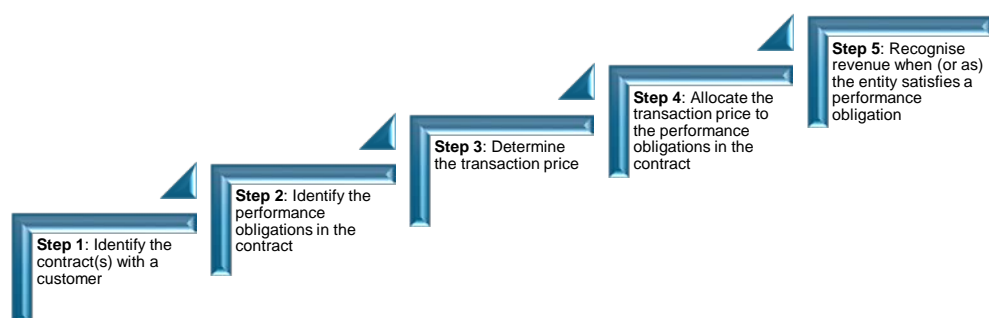 Step 1: Identify the
contract(s) with a
customer
Step 2: Identify the
performance
obligations in the
contract
Step 3: Determine
the transaction price
Step 4: Allocate the
transaction price to
the performance
obligations in the
contract
Step 5: Recognise
revenue when (or as)
the entity satisfies a
performance
obligation